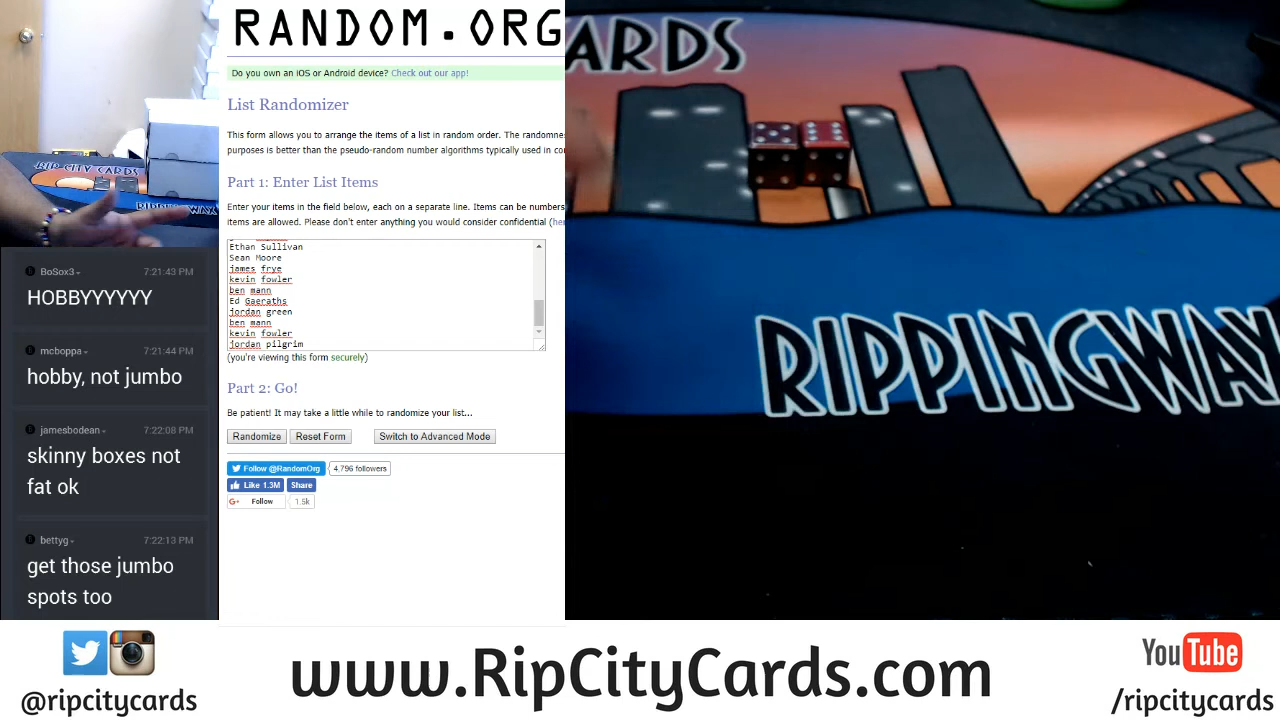 RIP CITY CARDS
RIPPINGWAX
BoSox3
7:21:43 PM
HOBBYYYYYY
mcboppa
7:21:44 PM
hobby, not jumbo
jamesbodean
7:22:08 PM
skinny boxes not
fat ok
bettyg
7:22:13 PM
get those jumbo
spots too
RANDOM.ORG
Do you own an iOS or Android device? Check out our app!
List Randomizer
This form allows you to arrange the items of a list in random order. The randomne
purposes is better than the pseudo-random number algorithms typically used in co
Part 1: Enter List Items
Enter your items in the field below, each on a separate line. Items can be numbers
items are allowed. Please don't enter anything you would consider confidential (he
Ethan Sullivan
Sean Moore
james frye
kevin fowler
ben mann
Ed Gaeraths
jordan green
ben mann
kevin fowler
jordan pilgrim
(you're viewing this form securely)
Part 2: Go!
Be patient! It may take a little while to randomize your list...
Randomize
Reset Form
Switch to Advanced Mode
Follow @RandomOrg
4,796 followers
Like 1.3M
Share
G+
Follow
1.5k
ARDS
RIPPINGWAX
@ripcitycards
www.RipCityCards.com
YouTube
/ripcitycards